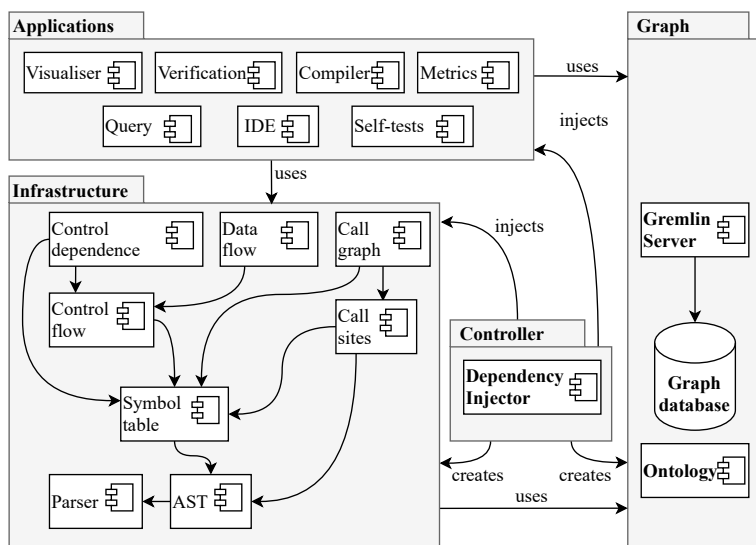 Applications
Visualiser
Verification
Compiler
Metrics
Query
IDE
Self-tests
uses
Infrastructure
Control
dependence
Data
flow
Call
graph
Control
flow
Call
sites
Symbol
table
Parser
AST
uses
injects
injects
Controller
Dependency
Injector
creates
creates
uses
Graph
Gremlin
Server
Graph
database
Ontology